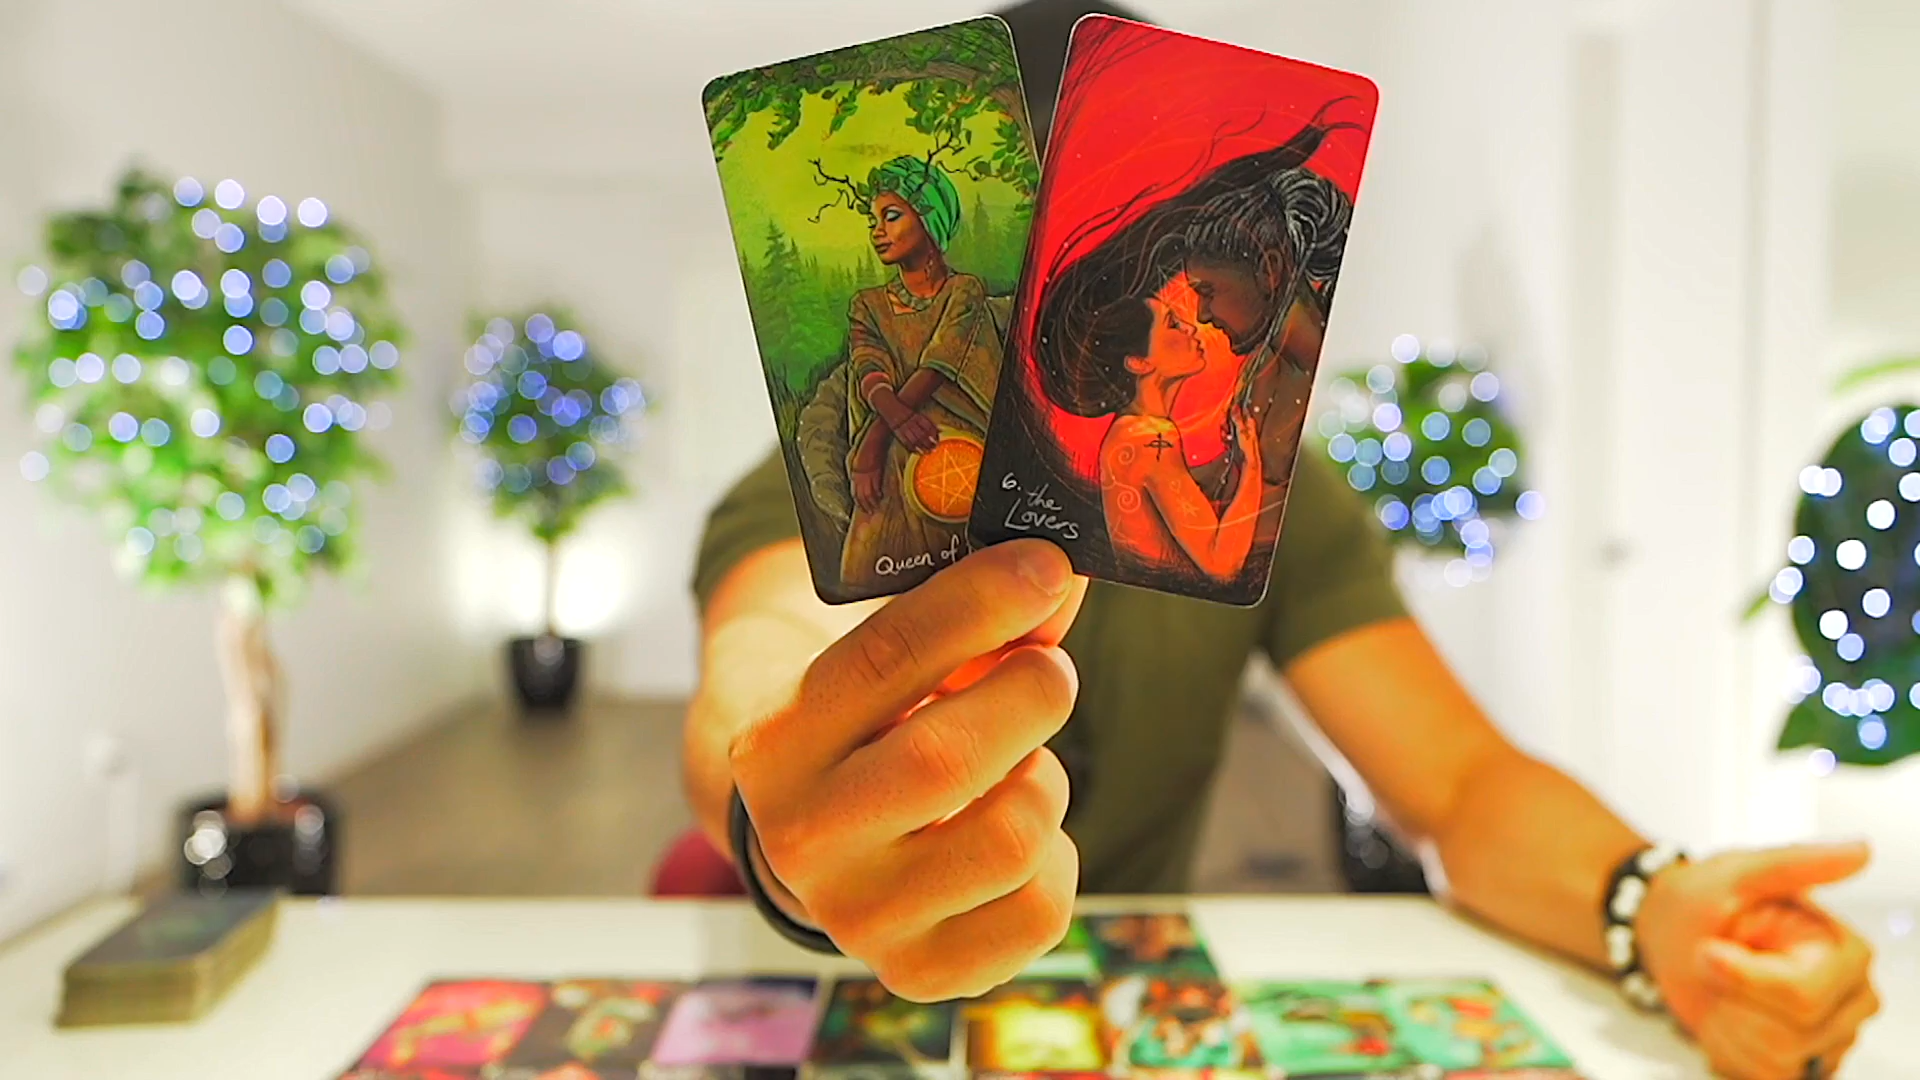 Queen of
6. the
Lovers